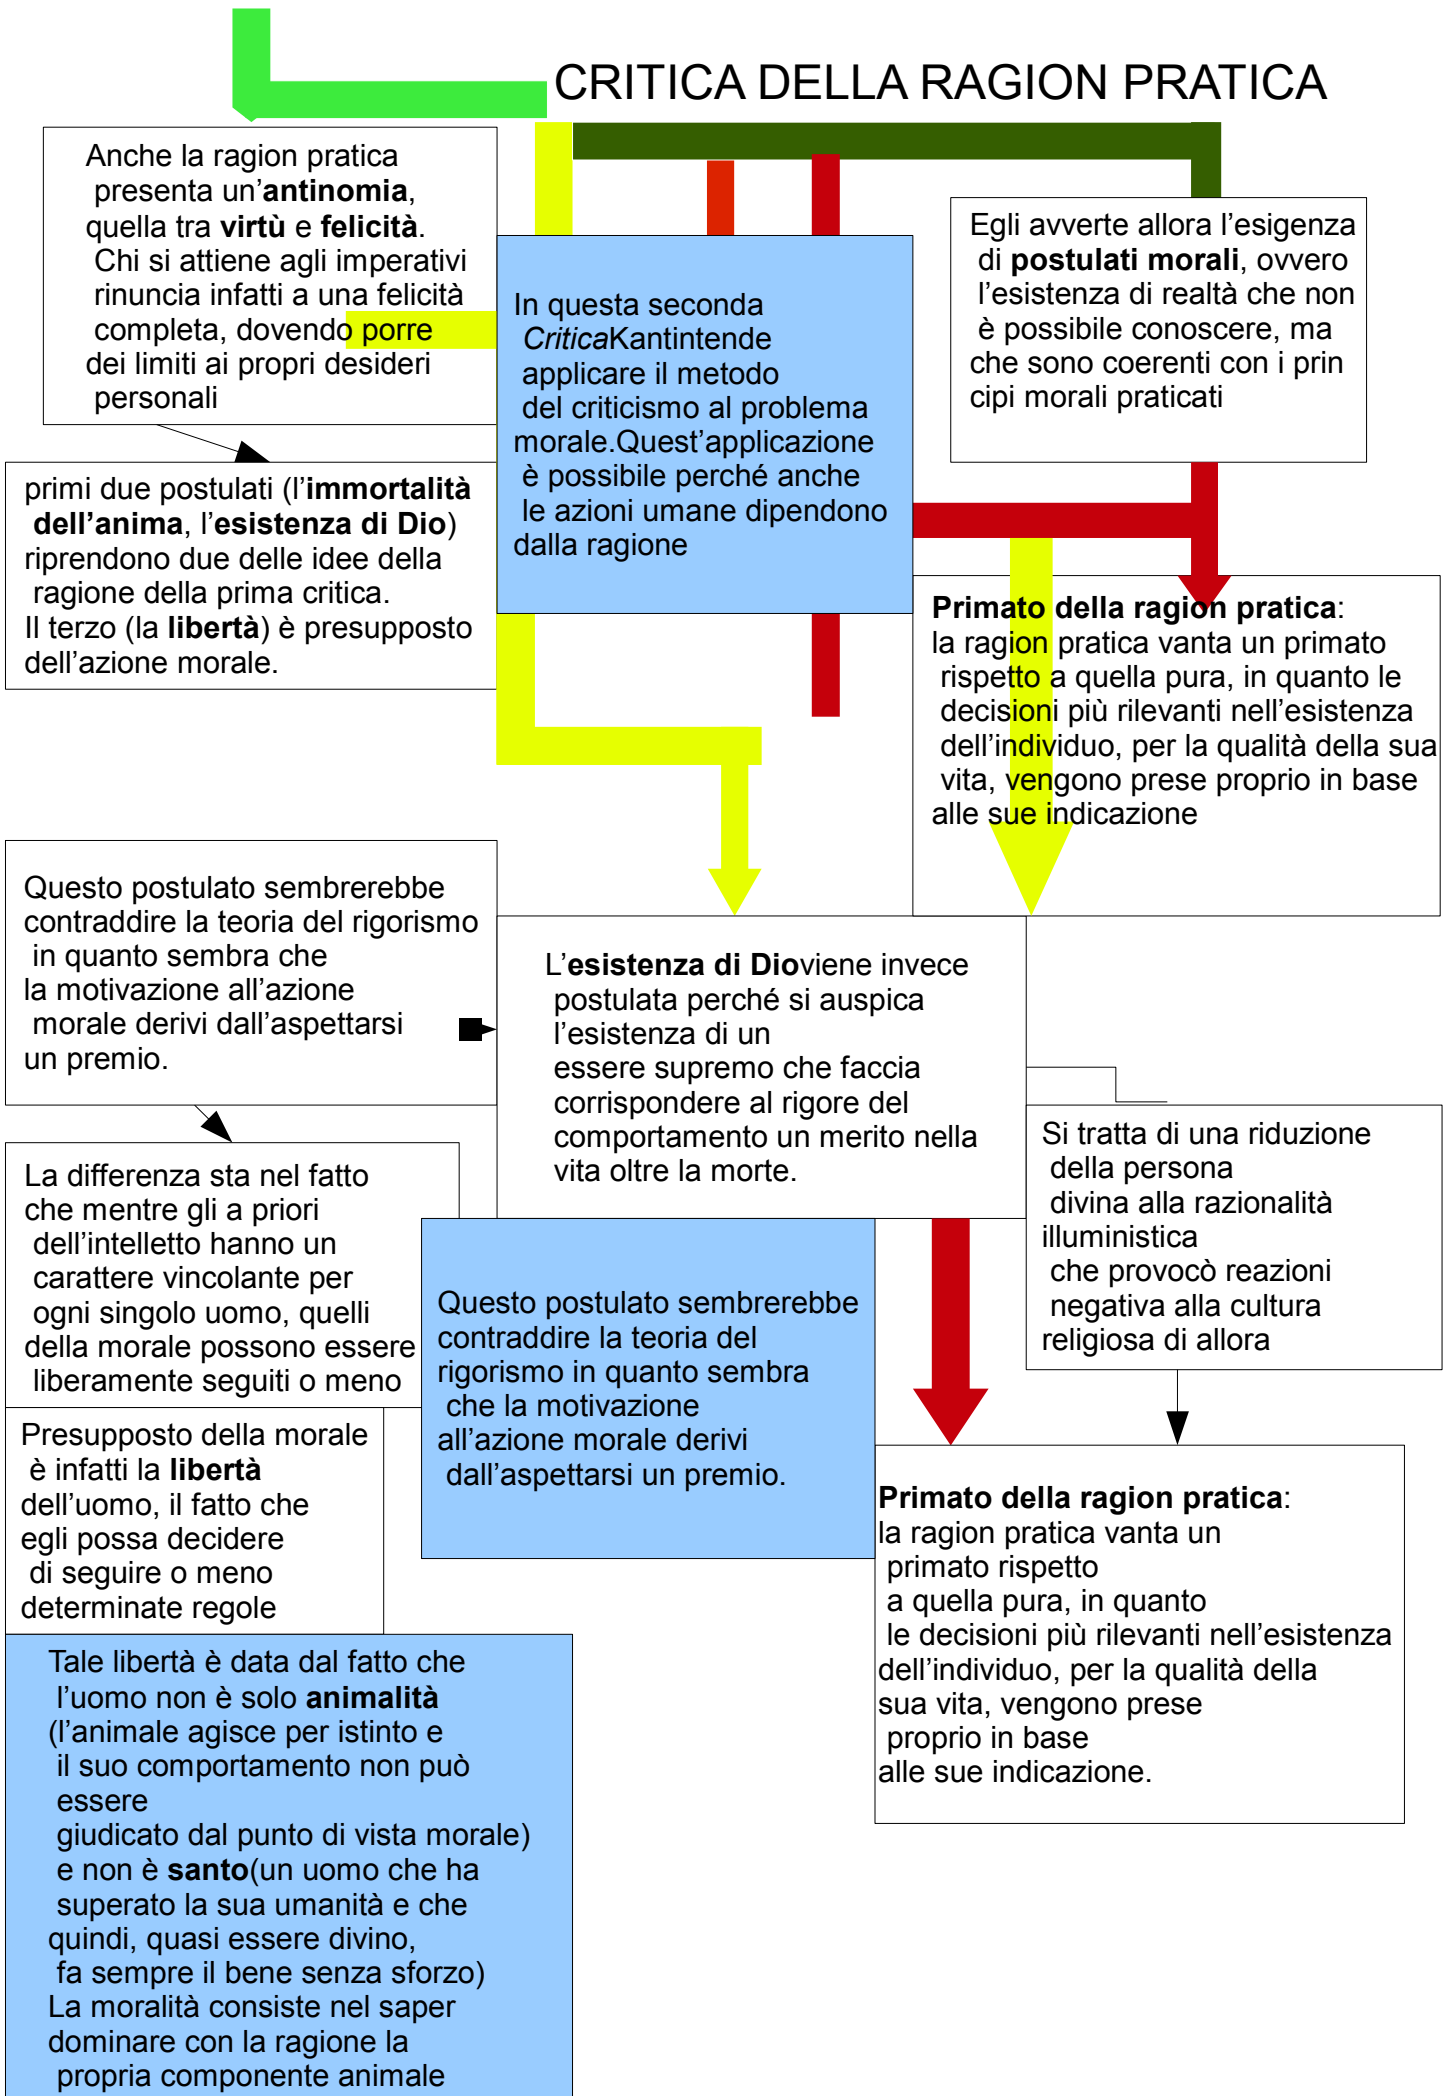 CRITICA DELLA RAGION PRATICA
Anche la ragion pratica
presenta un’antinomia,
quella tra virtù e felicità.
Chi si attiene agli imperativi
rinuncia infatti a una felicità
completa, dovendo porre
dei limiti ai propri desideri
personali
In questa seconda
CriticaKantintende
applicare il metodo
del criticismo al problema
morale.Quest’applicazione
è possibile perché anche
le azioni umane dipendono
dalla ragione
Egli avverte allora l’esigenza
di postulati morali, ovvero
l’esistenza di realtà che non
è possibile conoscere, ma
che sono coerenti con i prin
cipi morali praticati
primi due postulati (l’immortalità
dell’anima, l’esistenza di Dio)
riprendono due delle idee della
ragione della prima critica.
Il terzo (la libertà) è presupposto
dell’azione morale.
Primato della ragion pratica:
la ragion pratica vanta un primato
rispetto a quella pura, in quanto le
decisioni più rilevanti nell’esistenza
dell’individuo, per la qualità della sua
vita, vengono prese proprio in base
alle sue indicazione
Questo postulato sembrerebbe
contraddire la teoria del rigorismo
in quanto sembra che
la motivazione all’azione
morale derivi dall’aspettarsi
un premio.
L’esistenza di Dioviene invece
postulata perché si auspica
l’esistenza di un
essere supremo che faccia
corrispondere al rigore del
comportamento un merito nella
vita oltre la morte.
Si tratta di una riduzione
della persona
divina alla razionalità
illuministica
che provocò reazioni
negativa alla cultura
religiosa di allora
La differenza sta nel fatto
che mentre gli a priori
dell’intelletto hanno un
carattere vincolante per
ogni singolo uomo, quelli
della morale possono essere
liberamente seguiti o meno
Questo postulato sembrerebbe
contraddire la teoria del
rigorismo in quanto sembra
che la motivazione
all’azione morale derivi
dall’aspettarsi un premio.
Presupposto della morale
è infatti la libertà
dell’uomo, il fatto che
egli possa decidere
di seguire o meno
determinate regole
Primato della ragion pratica:
la ragion pratica vanta un
primato rispetto
a quella pura, in quanto
le decisioni più rilevanti nell’esistenza
dell’individuo, per la qualità della
sua vita, vengono prese
proprio in base
alle sue indicazione.
Tale libertà è data dal fatto che
l’uomo non è solo animalità
(l’animale agisce per istinto e
il suo comportamento non può
essere
giudicato dal punto di vista morale)
e non è santo(un uomo che ha
superato la sua umanità e che
quindi, quasi essere divino,
fa sempre il bene senza sforzo)
La moralità consiste nel saper
dominare con la ragione la
propria componente animale